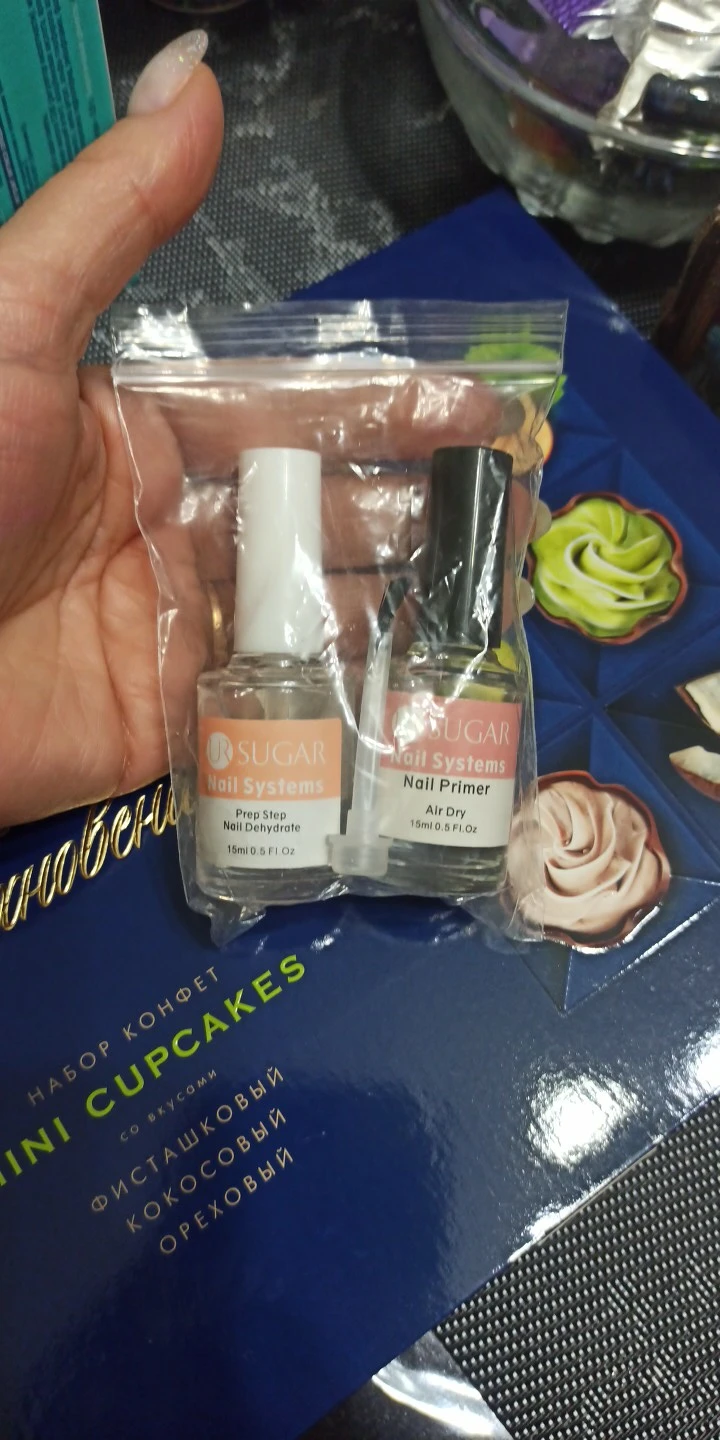 UR SUGAR
Nail Systems
Prep Step
Nail Dehydrate
15ml 0.5 Fl.Oz
UR SUGAR
Nail Systems
Nail Primer
Air Dry
15ml 0.5 Fl.Oz
НАБОР КОНФЕТ
MINI CUPCAKES
со вкусами
ФИСТАШКОВЫЙ
КОКОСОВЫЙ
ОРЕХОВЫЙ